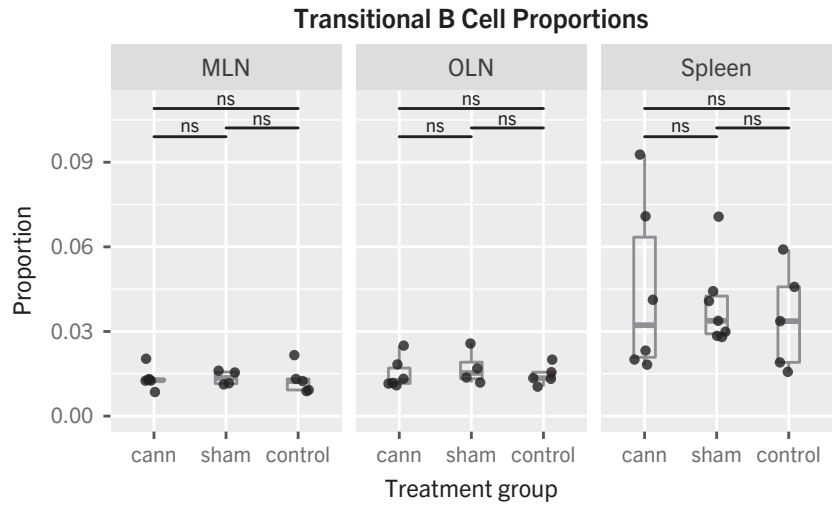 Transitional B Cell Proportions
MLN
OLN
Spleen
ns
ns
ns
ns
ns
ns
ns
ns
ns
0.09
0.06
0.03
0.00
Proportion
cann sham control
cann sham control
cann sham control
Treatment group